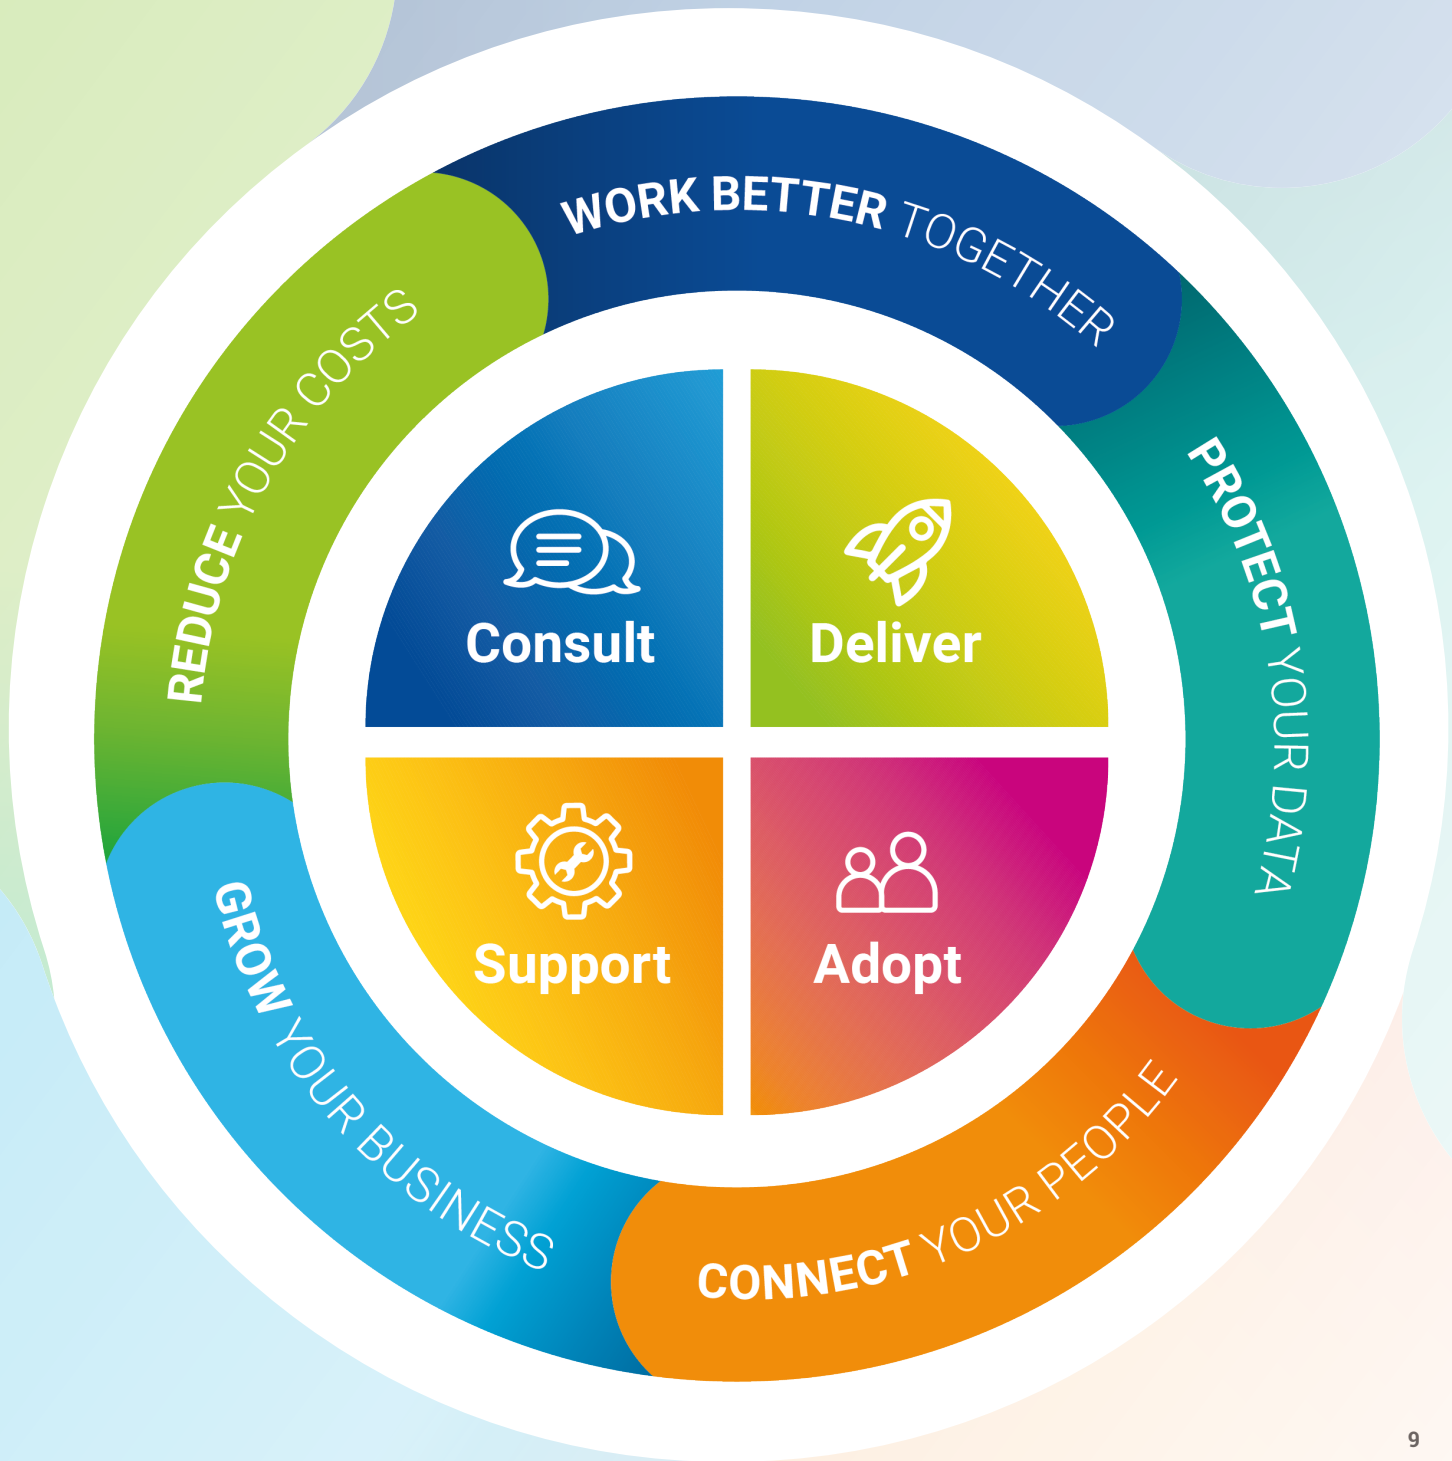 WORK BETTER TOGETHER
PROTECT YOUR DATA
CONNECT YOUR PEOPLE
GROW YOUR BUSINESS
REDUCE YOUR COSTS
Consult
Deliver
Support
Adopt
9